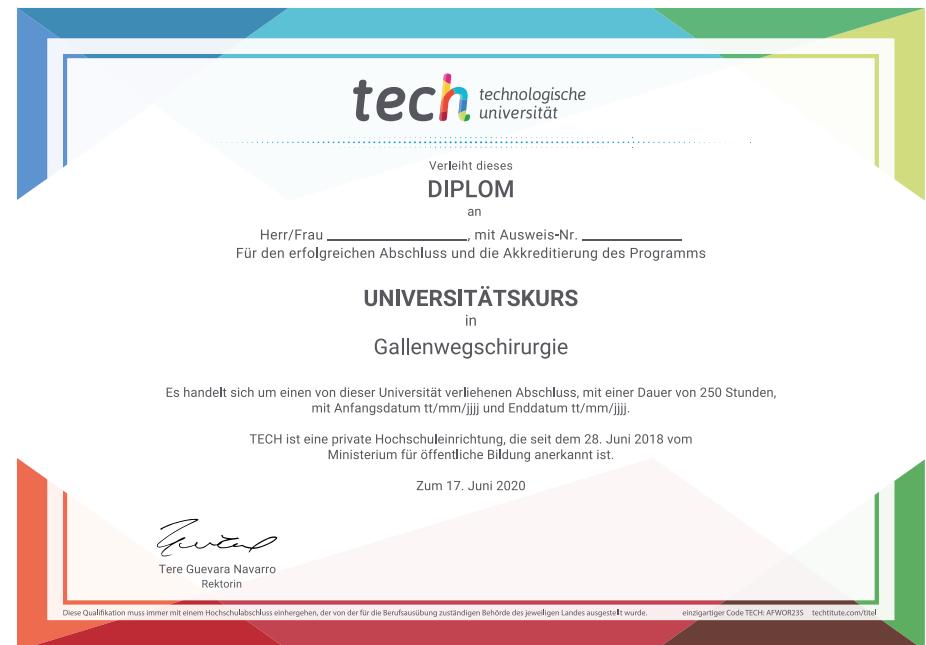 tech technologische
universität
Verleiht dieses
DIPLOM
an
Herr/Frau ____________________, mit Ausweis-Nr. ______________
Für den erfolgreichen Abschluss und die Akkreditierung des Programms
UNIVERSITÄTSKURS
in
Gallenwegschirurgie
Es handelt sich um einen von dieser Universität verliehenen Abschluss, mit einer Dauer von 250 Stunden,
mit Anfangsdatum tt/mm/jjjj und Enddatum tt/mm/jjjj.
TECH ist eine private Hochschuleinrichtung, die seit dem 28. Juni 2018 vom
Ministerium für öffentliche Bildung anerkannt ist.
Zum 17. Juni 2020
Tere Guevara Navarro
Rektorin
Diese Qualifikation muss immer mit einem Hochschulabschluss einhergehen, der von der für die Berufsausübung zuständigen Behörde des jeweiligen Landes ausgestellt wurde. einzigartiger Code TECH: AFWOR23S techtitute.com/titel